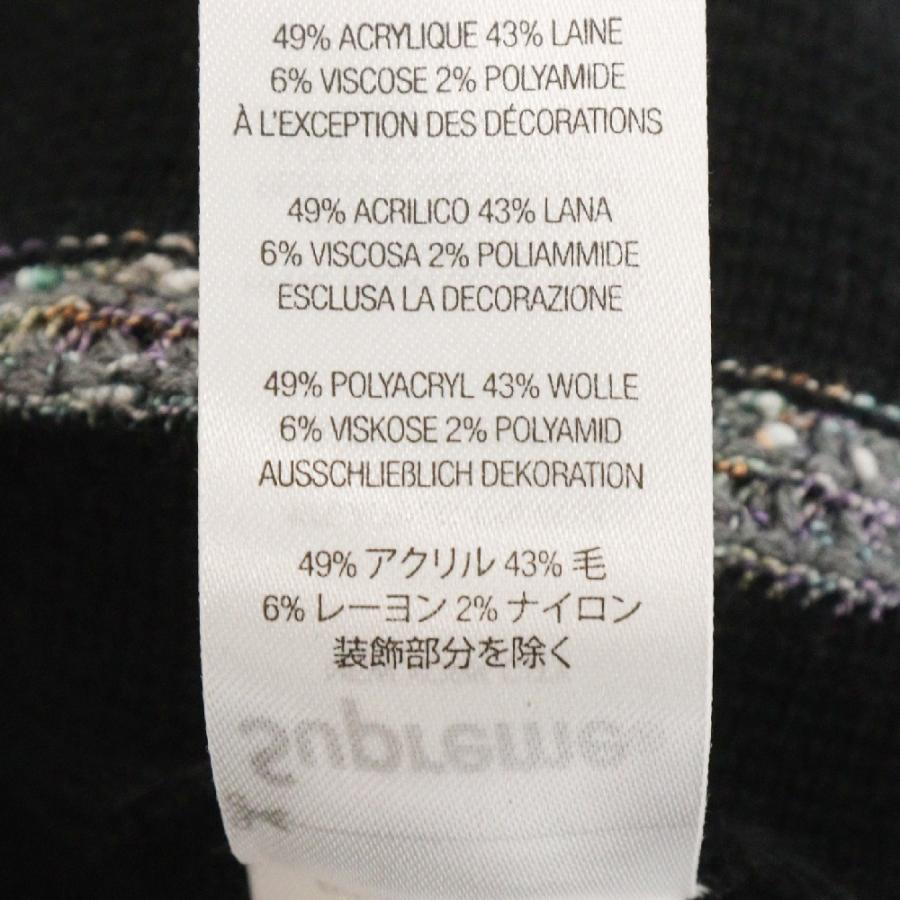 49% ACRYLIQUE 43% LAINE
6% VISCOSE 2% POLYAMIDE
À L'EXCEPTION DES DÉCORATIONS
49% ACRILICO 43% LANA
6% VISCOSA 2% POLIAMMIDE
ESCLUSA LA DECORAZIONE
49% POLYACRYL 43% WOLLE
6% VISKOSE 2% POLYAMID
AUSSCHLIEßLICH DEKORATION
49% アクリル 43% 毛
6% レーヨン 2% ナイロン
装飾部分を除く
Supreme